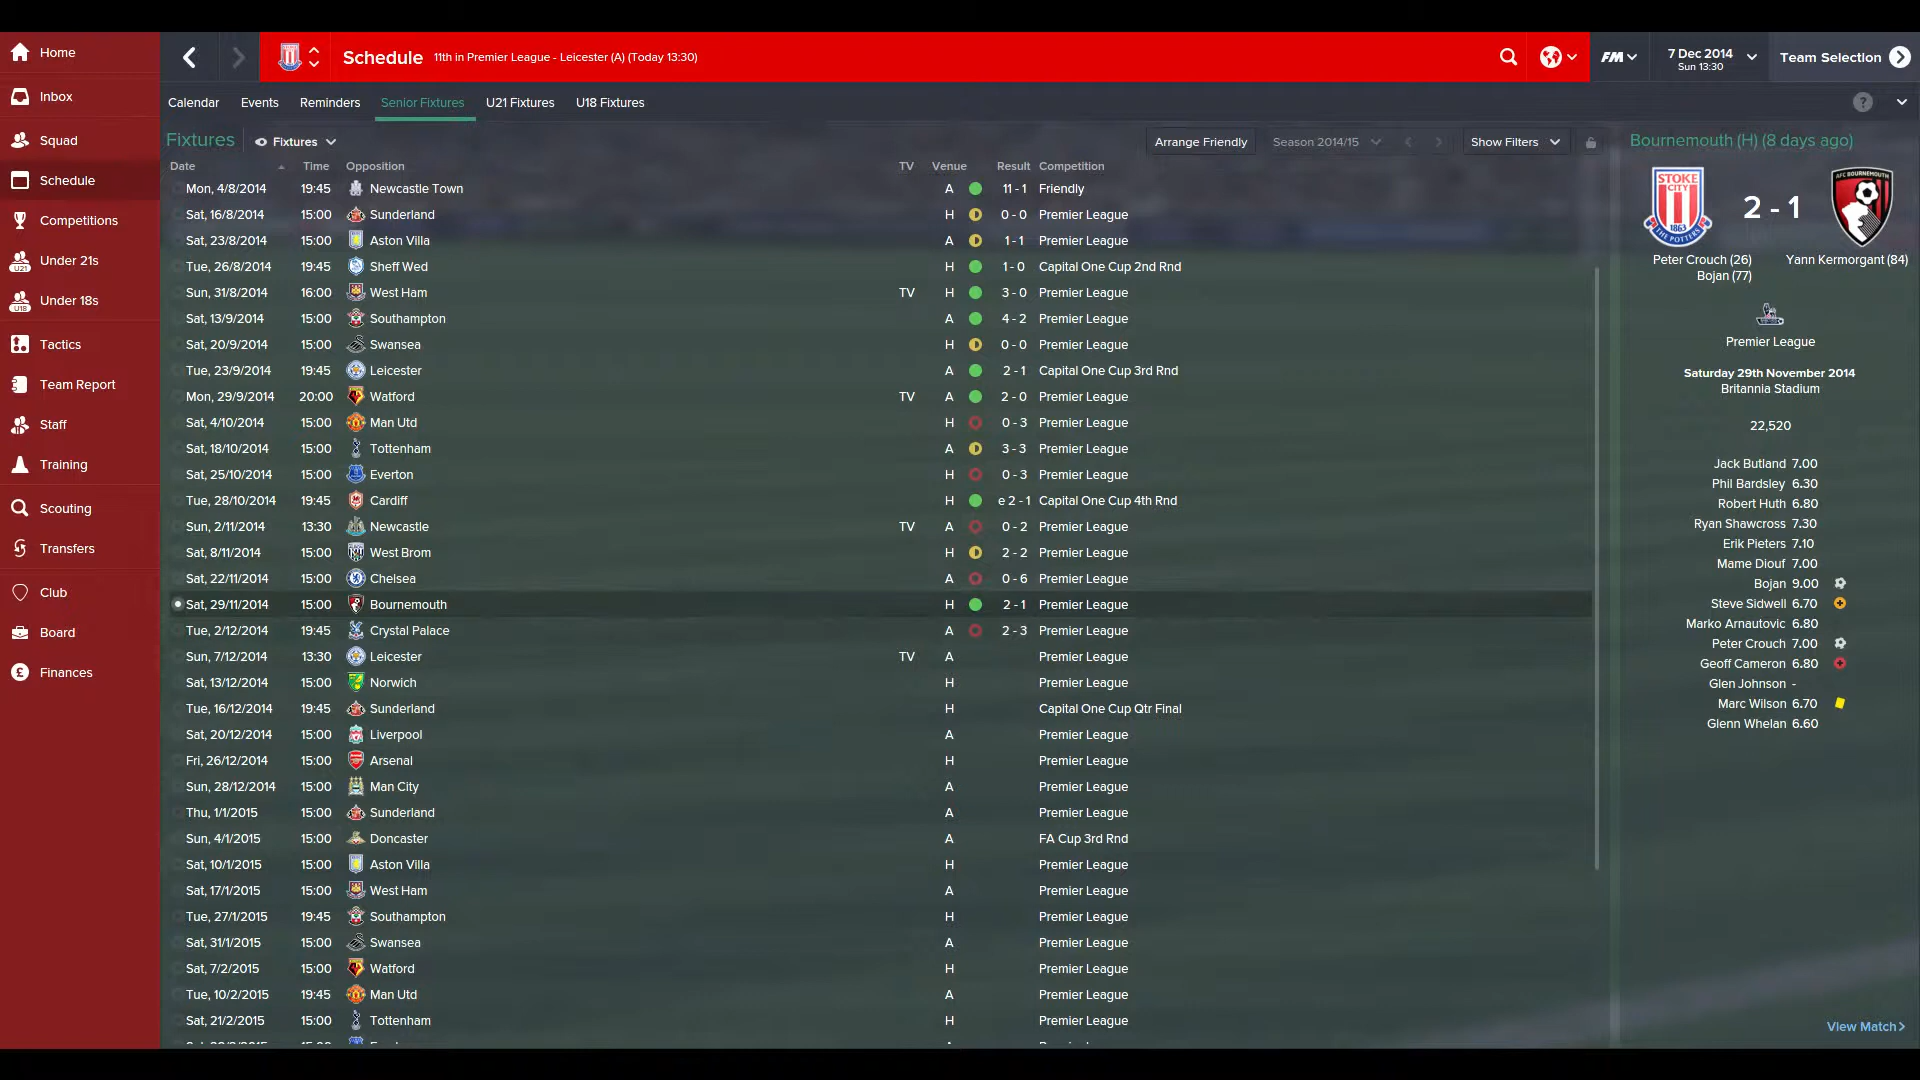 Home
Inbox
Squad
Schedule
Competitions
Under 21s
Under 18s
Tactics
Team Report
Staff
Training
Scouting
Transfers
Club
Board
Finances
Schedule 11th in Premier League - Leicester (A) (Today 13:30)
FM
7 Dec 2014
Sun 13:30
Team Selection
Calendar Events Reminders Senior Fixtures U21 Fixtures U18 Fixtures
Fixtures Fixtures Arrange Friendly Season 2014/15 Show Filters
Date Time Opposition TV Venue Result Competition
Mon, 4/8/2014 19:45 Newcastle Town A 11 - 1 Friendly
Sat, 16/8/2014 15:00 Sunderland H 0 - 0 Premier League
Sat, 23/8/2014 15:00 Aston Villa A 1 - 1 Premier League
Tue, 26/8/2014 19:45 Sheff Wed H 1 - 0 Capital One Cup 2nd Rnd
Sun, 31/8/2014 16:00 West Ham TV H 3 - 0 Premier League
Sat, 13/9/2014 15:00 Southampton A 4 - 2 Premier League
Sat, 20/9/2014 15:00 Swansea H 0 - 0 Premier League
Tue, 23/9/2014 19:45 Leicester A 2 - 1 Capital One Cup 3rd Rnd
Mon, 29/9/2014 20:00 Watford TV A 2 - 0 Premier League
Sat, 4/10/2014 15:00 Man Utd H 0 - 3 Premier League
Sat, 18/10/2014 15:00 Tottenham A 3 - 3 Premier League
Sat, 25/10/2014 15:00 Everton H 0 - 3 Premier League
Tue, 28/10/2014 19:45 Cardiff H e 2 - 1 Capital One Cup 4th Rnd
Sun, 2/11/2014 13:30 Newcastle TV A 0 - 2 Premier League
Sat, 8/11/2014 15:00 West Brom H 2 - 2 Premier League
Sat, 22/11/2014 15:00 Chelsea A 0 - 6 Premier League
Sat, 29/11/2014 15:00 Bournemouth H 2 - 1 Premier League
Tue, 2/12/2014 19:45 Crystal Palace A 2 - 3 Premier League
Sun, 7/12/2014 13:30 Leicester TV A Premier League
Sat, 13/12/2014 15:00 Norwich H Premier League
Tue, 16/12/2014 19:45 Sunderland H Capital One Cup Qtr Final
Sat, 20/12/2014 15:00 Liverpool A Premier League
Fri, 26/12/2014 15:00 Arsenal H Premier League
Sun, 28/12/2014 15:00 Man City A Premier League
Thu, 1/1/2015 15:00 Sunderland A Premier League
Sun, 4/1/2015 15:00 Doncaster A FA Cup 3rd Rnd
Sat, 10/1/2015 15:00 Aston Villa H Premier League
Sat, 17/1/2015 15:00 West Ham A Premier League
Tue, 27/1/2015 19:45 Southampton H Premier League
Sat, 31/1/2015 15:00 Swansea A Premier League
Sat, 7/2/2015 15:00 Watford H Premier League
Tue, 10/2/2015 19:45 Man Utd A Premier League
Sat, 21/2/2015 15:00 Tottenham H Premier League
Bournemouth (H) (8 days ago)
STOKE CITY 1863 THE POTTERS
2 - 1
AFC BOURNEMOUTH
Peter Crouch (26) Yann Kermorgant (84)
Bojan (77)
Premier League
Saturday 29th November 2014
Britannia Stadium
22,520
Jack Butland 7.00
Phil Bardsley 6.30
Robert Huth 6.80
Ryan Shawcross 7.30
Erik Pieters 7.10
Mame Diouf 7.00
Bojan 9.00
Steve Sidwell 6.70
Marko Arnautovic 6.80
Peter Crouch 7.00
Geoff Cameron 6.80
Glen Johnson -
Marc Wilson 6.70
Glenn Whelan 6.60
View Match